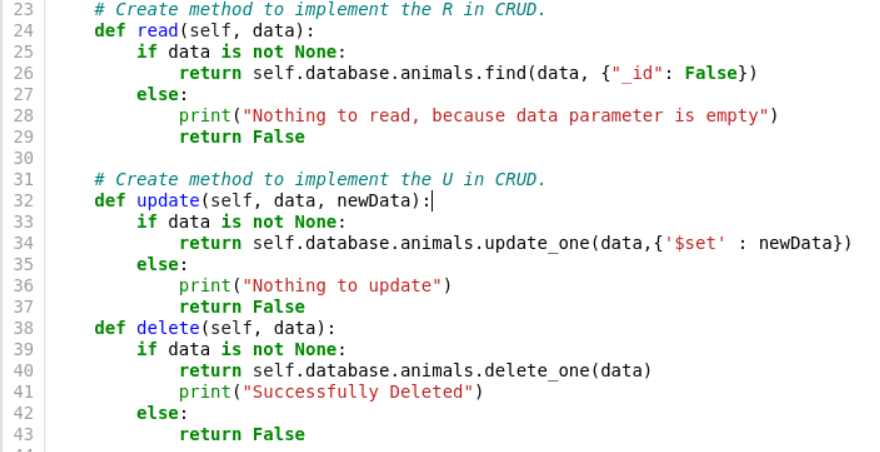 23    # Create method to implement the R in CRUD.
24    def read(self, data):
25        if data is not None:
26            return self.database.animals.find(data, {"_id": False})
27        else:
28            print("Nothing to read, because data parameter is empty")
29            return False
30
31    # Create method to implement the U in CRUD.
32    def update(self, data, newData):
33        if data is not None:
34            return self.database.animals.update_one(data,{'$set' : newData})
35        else:
36            print("Nothing to update")
37            return False
38    def delete(self, data):
39        if data is not None:
40            return self.database.animals.delete_one(data)
41            print("Successfully Deleted")
42        else:
43            return False